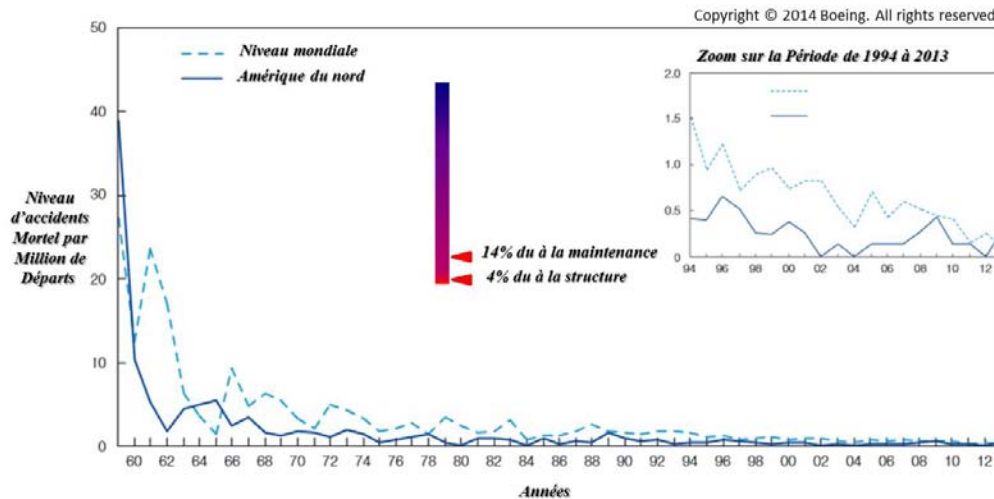 Copyright © 2014 Boeing. All rights reserved
50
40
30
20
10
0
Niveau mondiale
Amérique du nord
Niveau
d'accidents
Mortel par
Million de
Départs
14% du à la maintenance
4% du à la structure
Zoom sur la Période de 1994 à 2013
2.0
1.5
1.0
0.5
0
94 96 98 00 02 04 06 08 10 12
60 62 64 66 68 70 72 74 76 78 80 82 84 86 88 90 92 94 96 98 00 02 04 06 08 10 12
Années